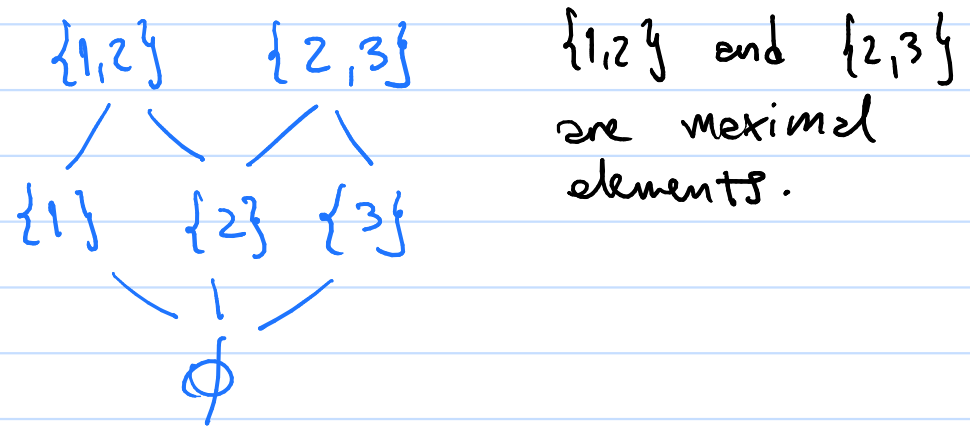 {1,2} {2,3}
{1} {2} {3}
∅
{1,2} and {2,3}
are maximal
elements.